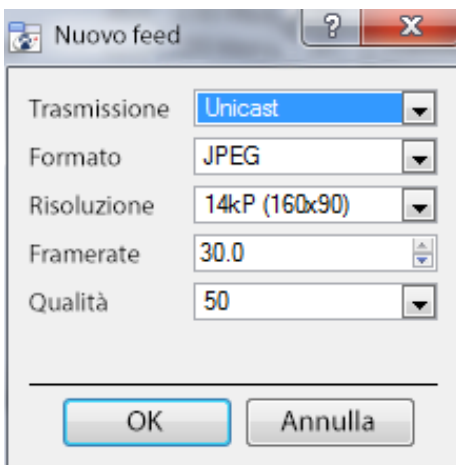 Nuovo feed
Trasmissione Unicast
Formato JPEG
Risoluzione 14kP (160x90)
Framerate 30.0
Qualità 50
OK Annulla